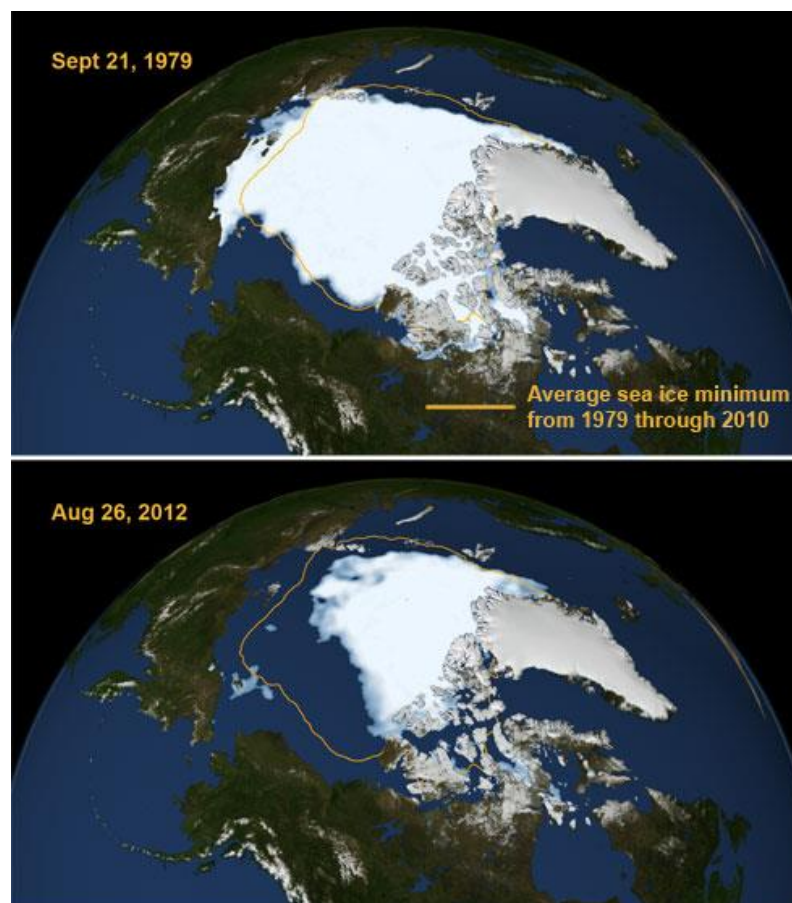 Sept 21, 1979
Average sea ice minimum
from 1979 through 2010
Aug 26, 2012